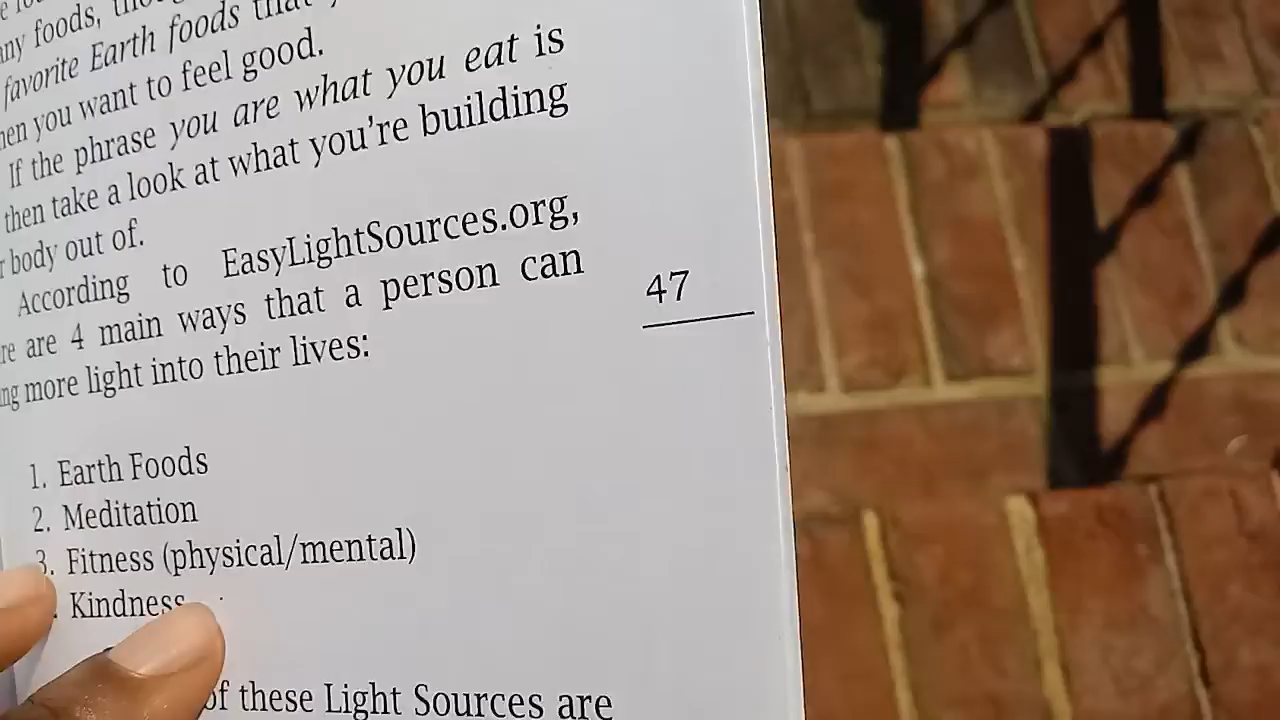 any foods,
favorite Earth foods
you want to feel good.
If the phrase you are what you eat is
then take a look at what you're building
body out of.
According to EasyLightSources.org,
are 4 main ways that a person can
more light into their lives:
47
1. Earth Foods
2. Meditation
3. Fitness (physical/mental)
Kindness
of these Light Sources are